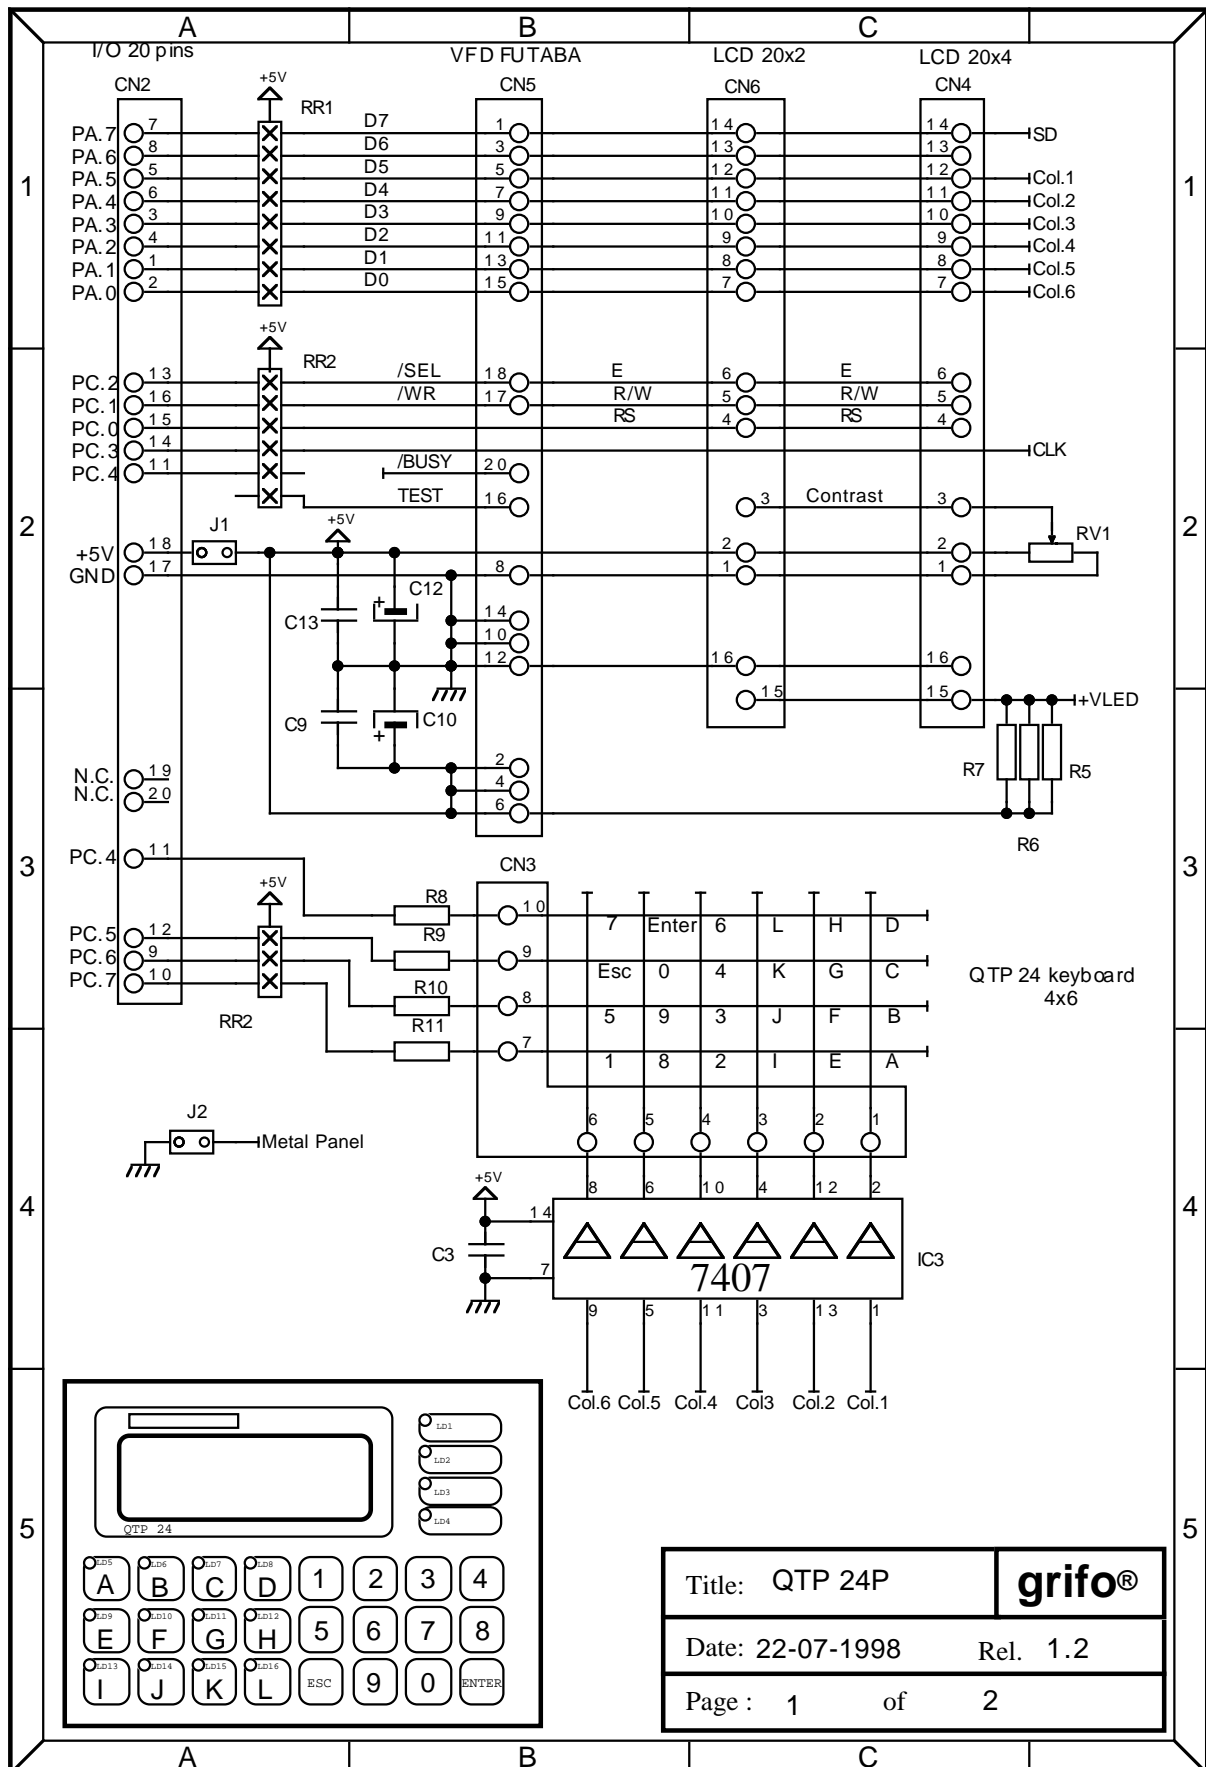 A B C
I/O 20 pins VFD FUTABA LCD 20x2 LCD 20x4
CN2 +5V RR1 CN5 CN6 CN4
PA.7 7 D7 1 14 14 SD
PA.6 8 D6 3 13 13
PA.5 5 D5 5 12 12 Col.1
1 PA.4 6 D4 7 11 11 Col.2 1
PA.3 3 D3 9 10 10 Col.3
PA.2 4 D2 11 9 9 Col.4
PA.1 1 D1 13 8 8 Col.5
PA.0 2 D0 15 7 7 Col.6
+5V
RR2
PC.2 13 /SEL 18 E 6 E 6
PC.1 16 /WR 17 R/W 5 R/W 5
PC.0 15 RS 4 RS 4
PC.3 14 CLK
PC.4 11 /BUSY 20
TEST 16 3 Contrast 3
2 J1 +5V RV1 2
+5V 18 2 2
GND 17 8 1 1
C13 + C12 14
10
12 16 16
15 15 +VLED
C9 + C10
R7 R5
N.C. 19 2
N.C. 20 4
6
R6
3 PC.4 11 CN3 3
+5V
R8 10 7 Enter 6 L H D
PC.5 12 R9
PC.6 9 9 Esc 0 4 K G C QTP 24 keyboard
PC.7 10 R10 8 4x6
RR2 5 9 3 J F B
R11 7
1 8 2 I E A
J2 6 5 4 3 2 1
Metal Panel
+5V 8 6 10 4 12 2
4 14 4
C3 7 7407 IC3
9 5 11 3 13 1
Col.6 Col.5 Col.4 Col3 Col.2 Col.1
LD1
LD2
LD3
5 LD4 5
QTP 24
LD5 LD6 LD7 LD8
A B C D 1 2 3 4
LD9 LD10 LD11 LD12
E F G H 5 6 7 8
LD13 LD14 LD15 LD16
I J K L ESC 9 0 ENTER
Title: QTP 24P grifo®
Date: 22-07-1998 Rel. 1.2
Page : 1 of 2
A B C